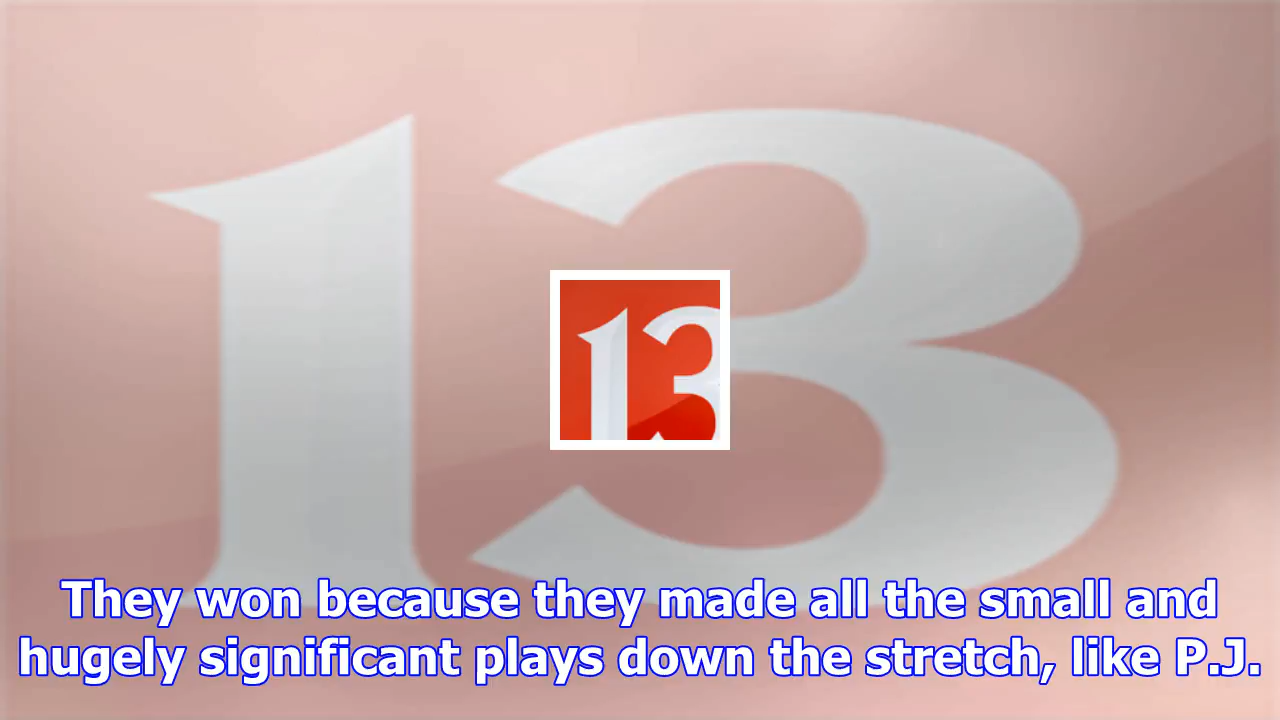 13
13
They won because they made all the small and
hugely significant plays down the stretch, like P.J.